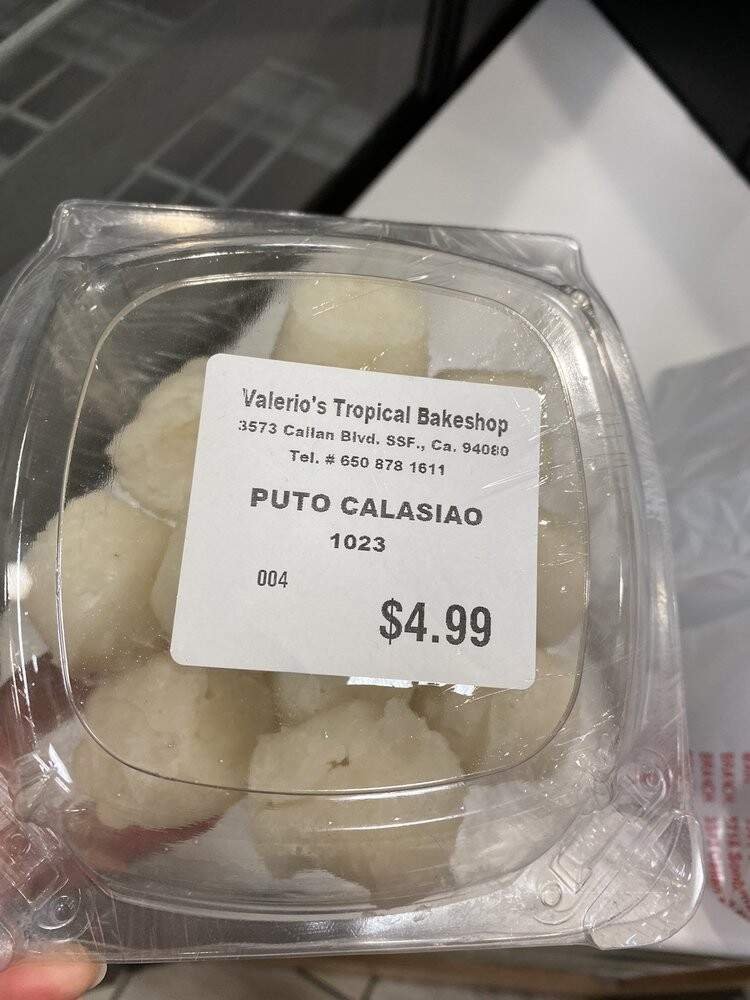 Valerio's Tropical Bakeshop
3573 Callan Blvd. SSF., Ca. 94080
Tel. # 650 878 1611
PUTO CALASIAO
1023
004
$4.99
BRANCH